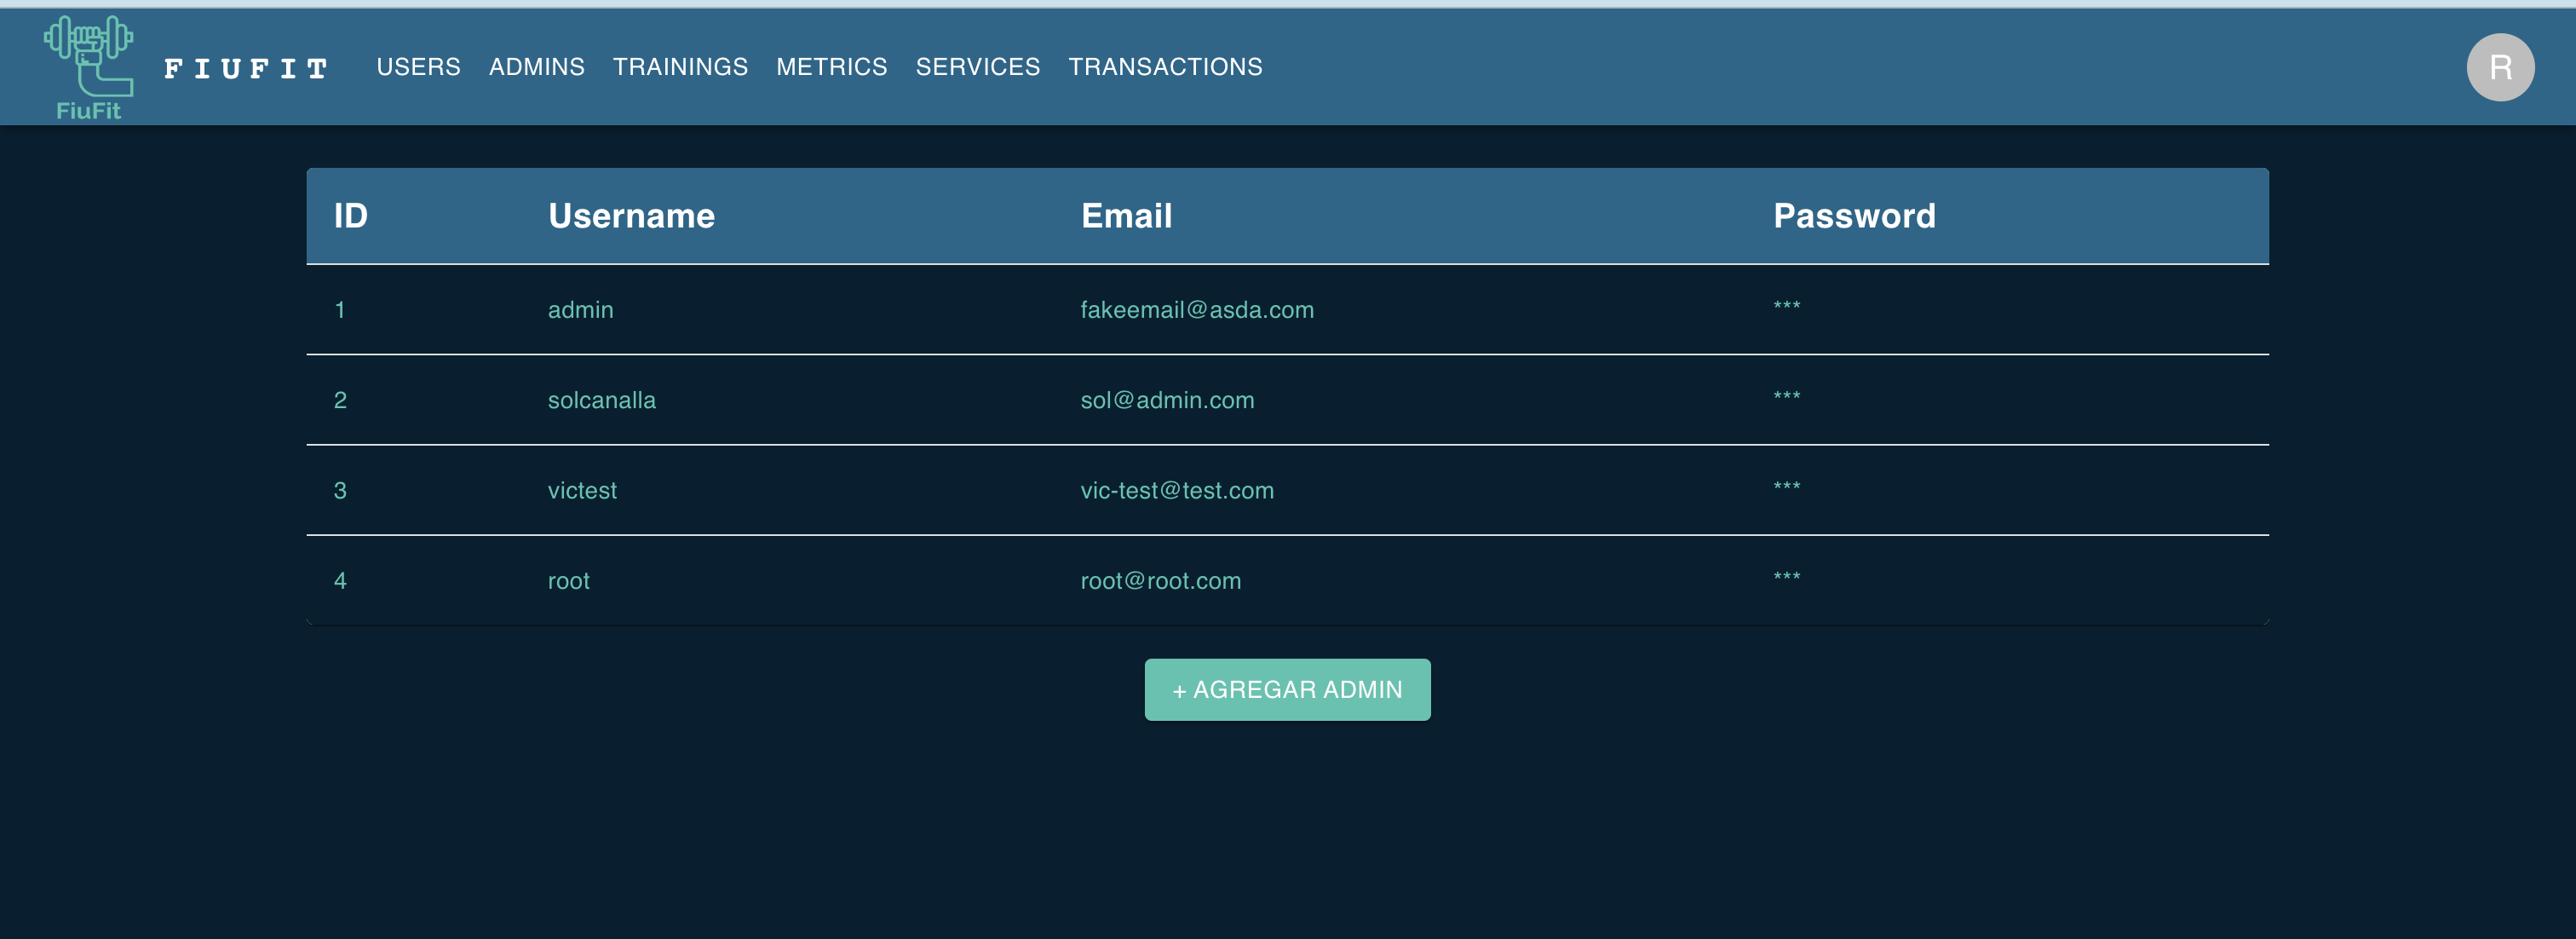 FiuFit
FIUFIT USERS ADMINS TRAININGS METRICS SERVICES TRANSACTIONS R
ID Username Email Password
1 admin fakeemail@asda.com ***
2 solcanalla sol@admin.com ***
3 victest vic-test@test.com ***
4 root root@root.com ***
+ AGREGAR ADMIN